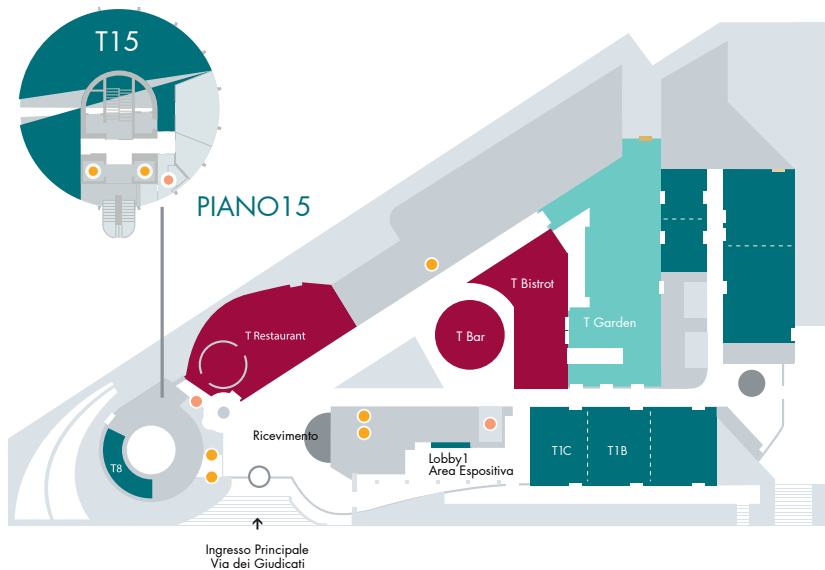 T15
PIANO15
T Bistrot
T Garden
T Restaurant
T Bar
Ricevimento
T1C
T1B
Lobby1
Area Espositiva
T8
Ingresso Principale
Via dei Giudicati